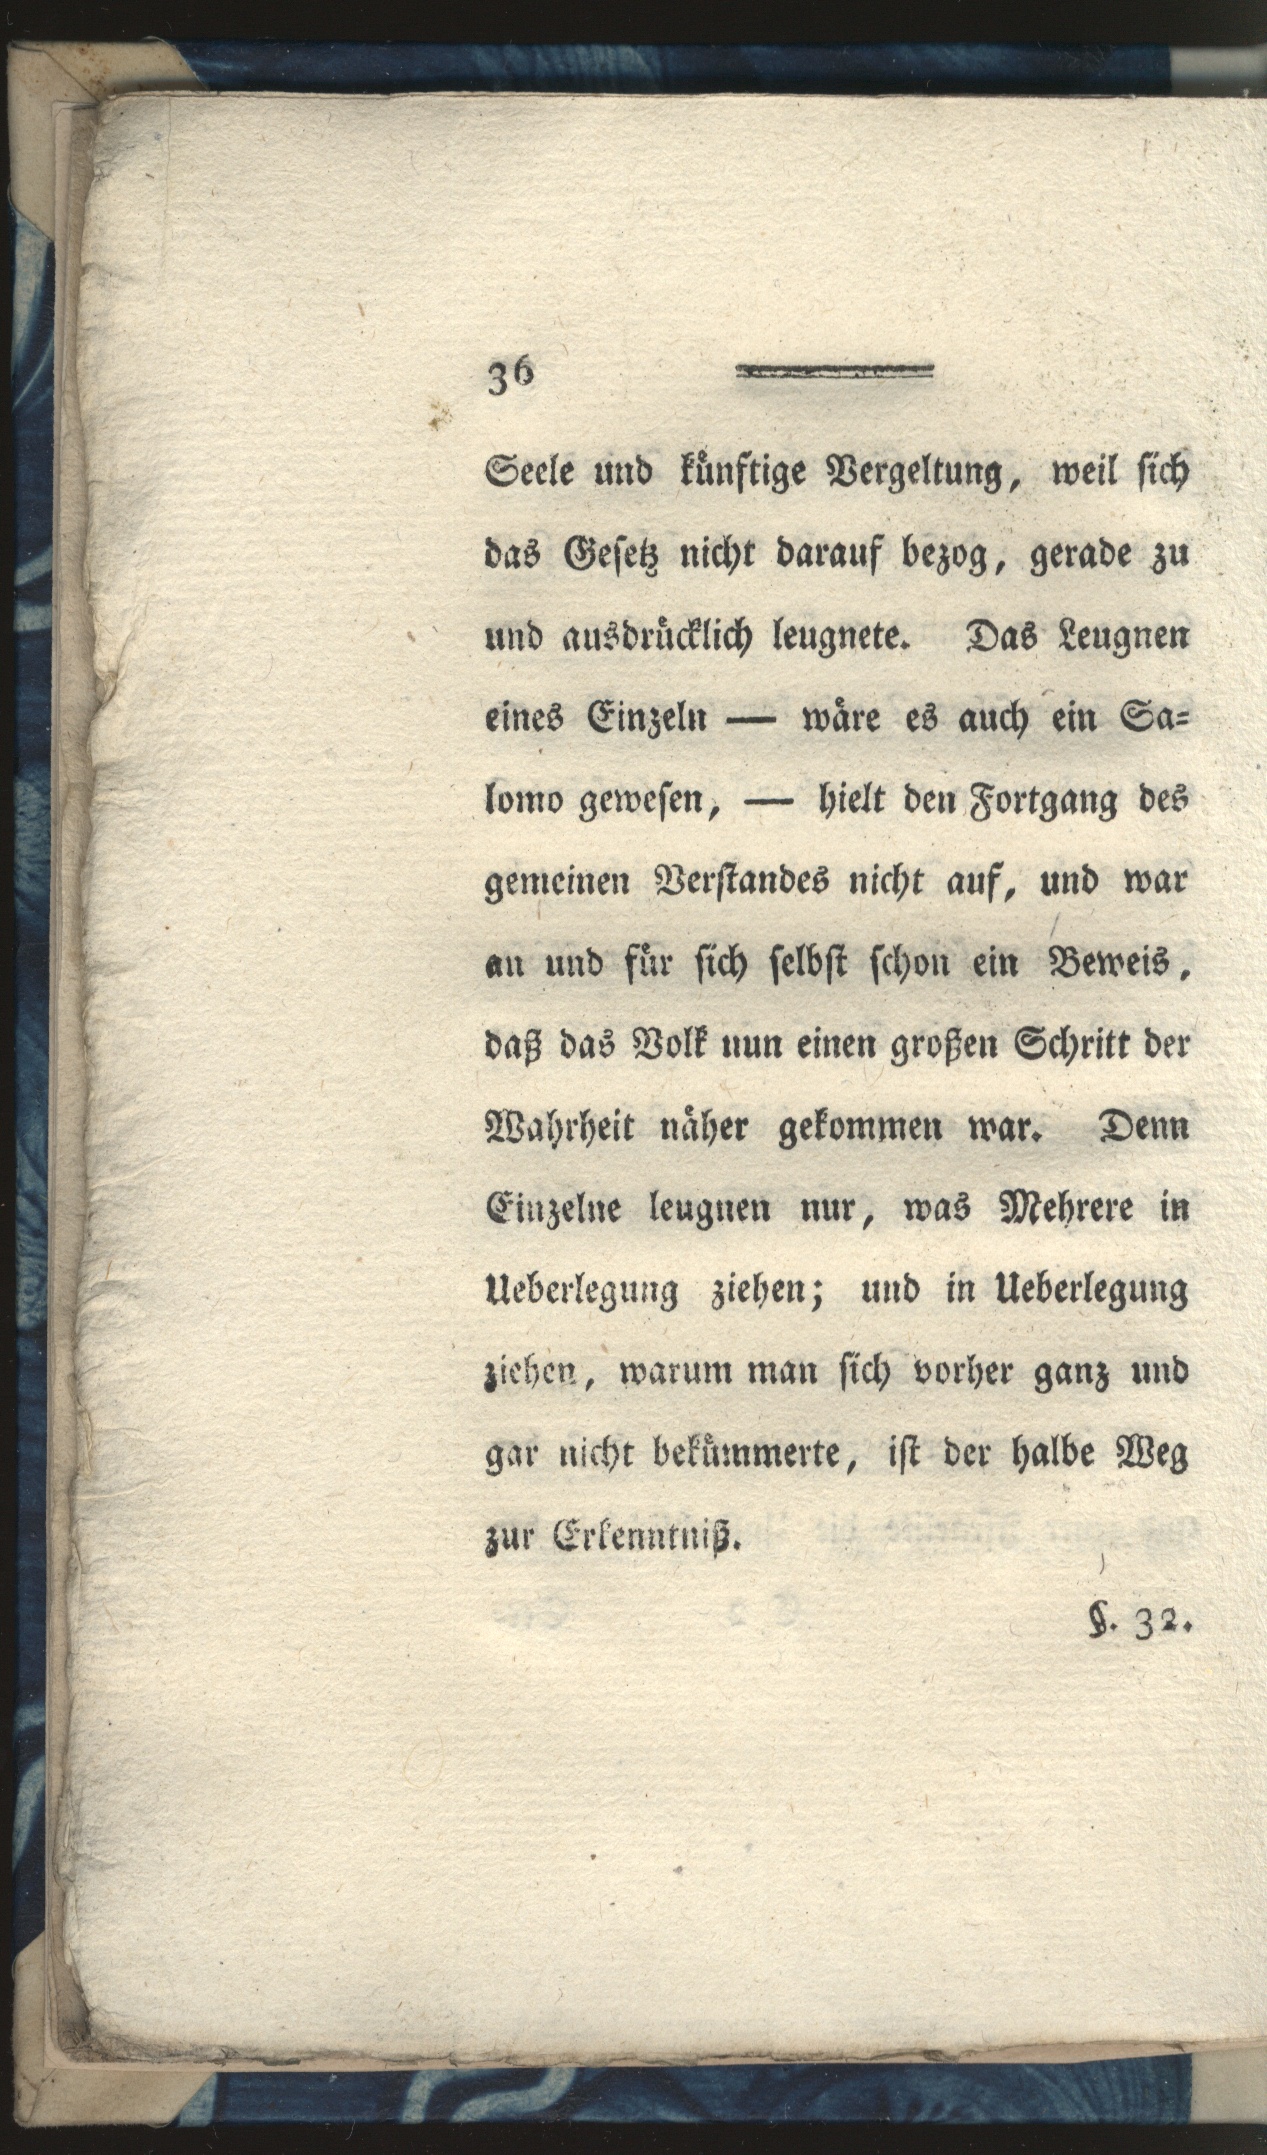 36
Seele und künftige Vergeltung, weil sich
das Gesetz nicht darauf bezog, gerade zu
und ausdrücklich leugnete. Das Leugnen
eines Einzeln — wäre es auch ein Sa-
lomo gewesen, — hielt den Fortgang des
gemeinen Verstandes nicht auf, und war
an und für sich selbst schon ein Beweis,
daß das Volk nun einen großen Schritt der
Wahrheit näher gekommen war. Denn
Einzelne leugnen nur, was Mehrere in
Ueberlegung ziehen; und in Ueberlegung
ziehen, warum man sich vorher ganz und
gar nicht bekümmerte, ist der halbe Weg
zur Erkenntniß.
§. 32.